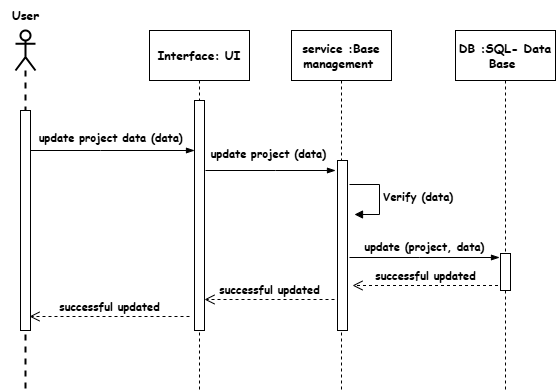 User
Interface: UI
service :Base
management
DB :SQL- Data
Base
update project data (data)
update project (data)
Verify (data)
update (project, data)
successful updated
successful updated
successful updated